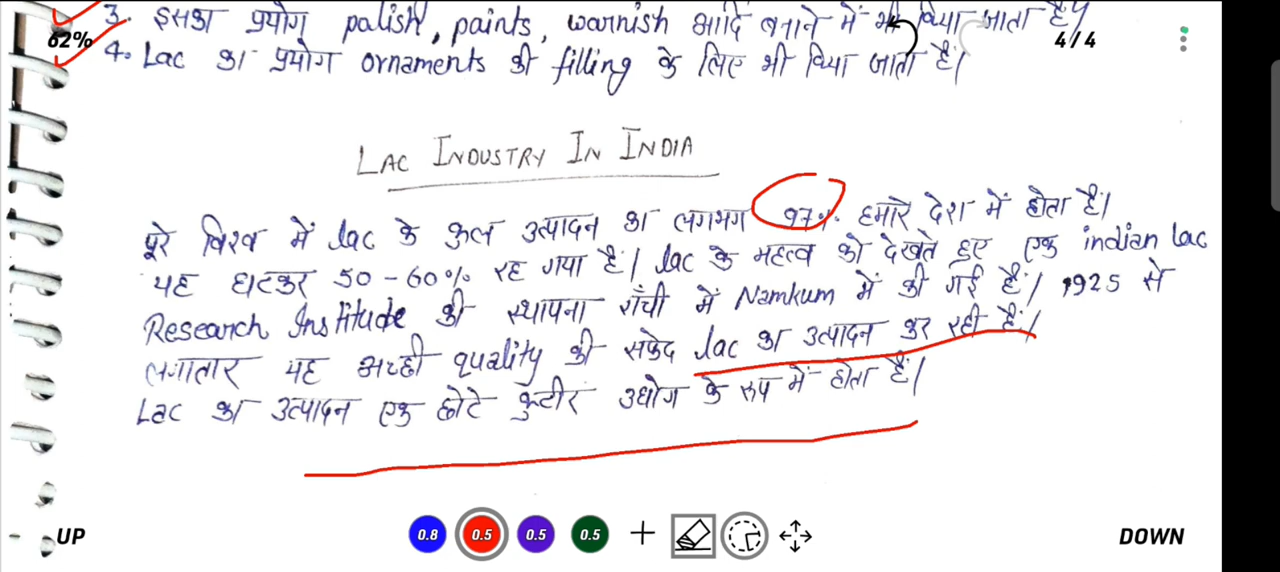 3. इसका प्रयोग polish, paints, warnish आदि बनाने में भी किया जाता है।
62%
4/4
4. Lac का प्रयोग ornaments की filling के लिए भी किया जाता है।
LAC INDUSTRY IN INDIA
पूरे विश्व में lac के कुल उत्पादन का लगभग 97% हमारे देश में होता है।
यह घटकर 50-60% रह गया है। lac के महत्व को देखते हुए एक indian lac
Research Institude की स्थापना राँची में Namkum में की गई है। 1925 से
लगातार यह अच्छी quality की सफेद lac का उत्पादन कर रही है।
Lac का उत्पादन एक छोटे कुटीर उधोग के रूप में होता है।
UP
0.8
0.5
0.5
0.5
DOWN